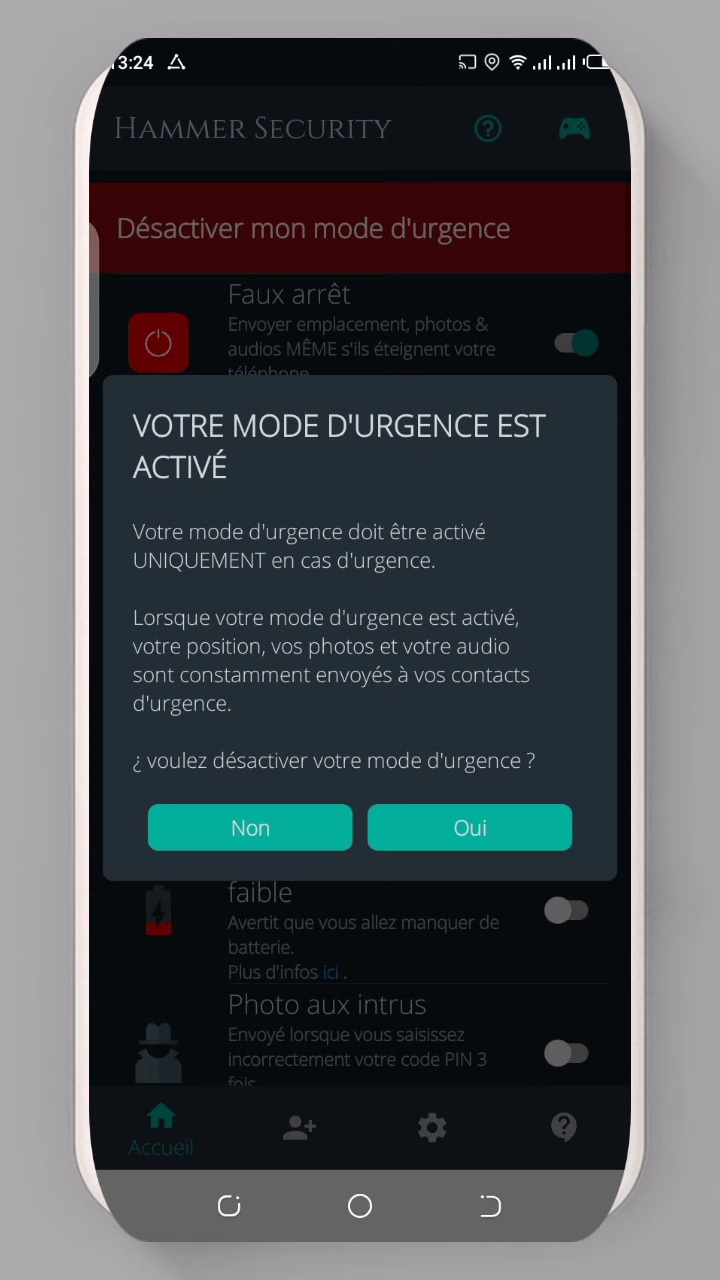 13:24
HAMMER SECURITY
Désactiver mon mode d'urgence
Faux arrêt
Envoyer emplacement, photos &
audios MÊME s'ils éteignent votre
téléphone
VOTRE MODE D'URGENCE EST
ACTIVÉ
Votre mode d'urgence doit être activé
UNIQUEMENT en cas d'urgence.
Lorsque votre mode d'urgence est activé,
votre position, vos photos et votre audio
sont constamment envoyés à vos contacts
d'urgence.
¿ voulez désactiver votre mode d'urgence ?
Non
Oui
faible
Avertit que vous allez manquer de
batterie.
Plus d'infos ici .
Photo aux intrus
Envoyé lorsque vous saisissez
incorrectement votre code PIN 3
fois
Accueil